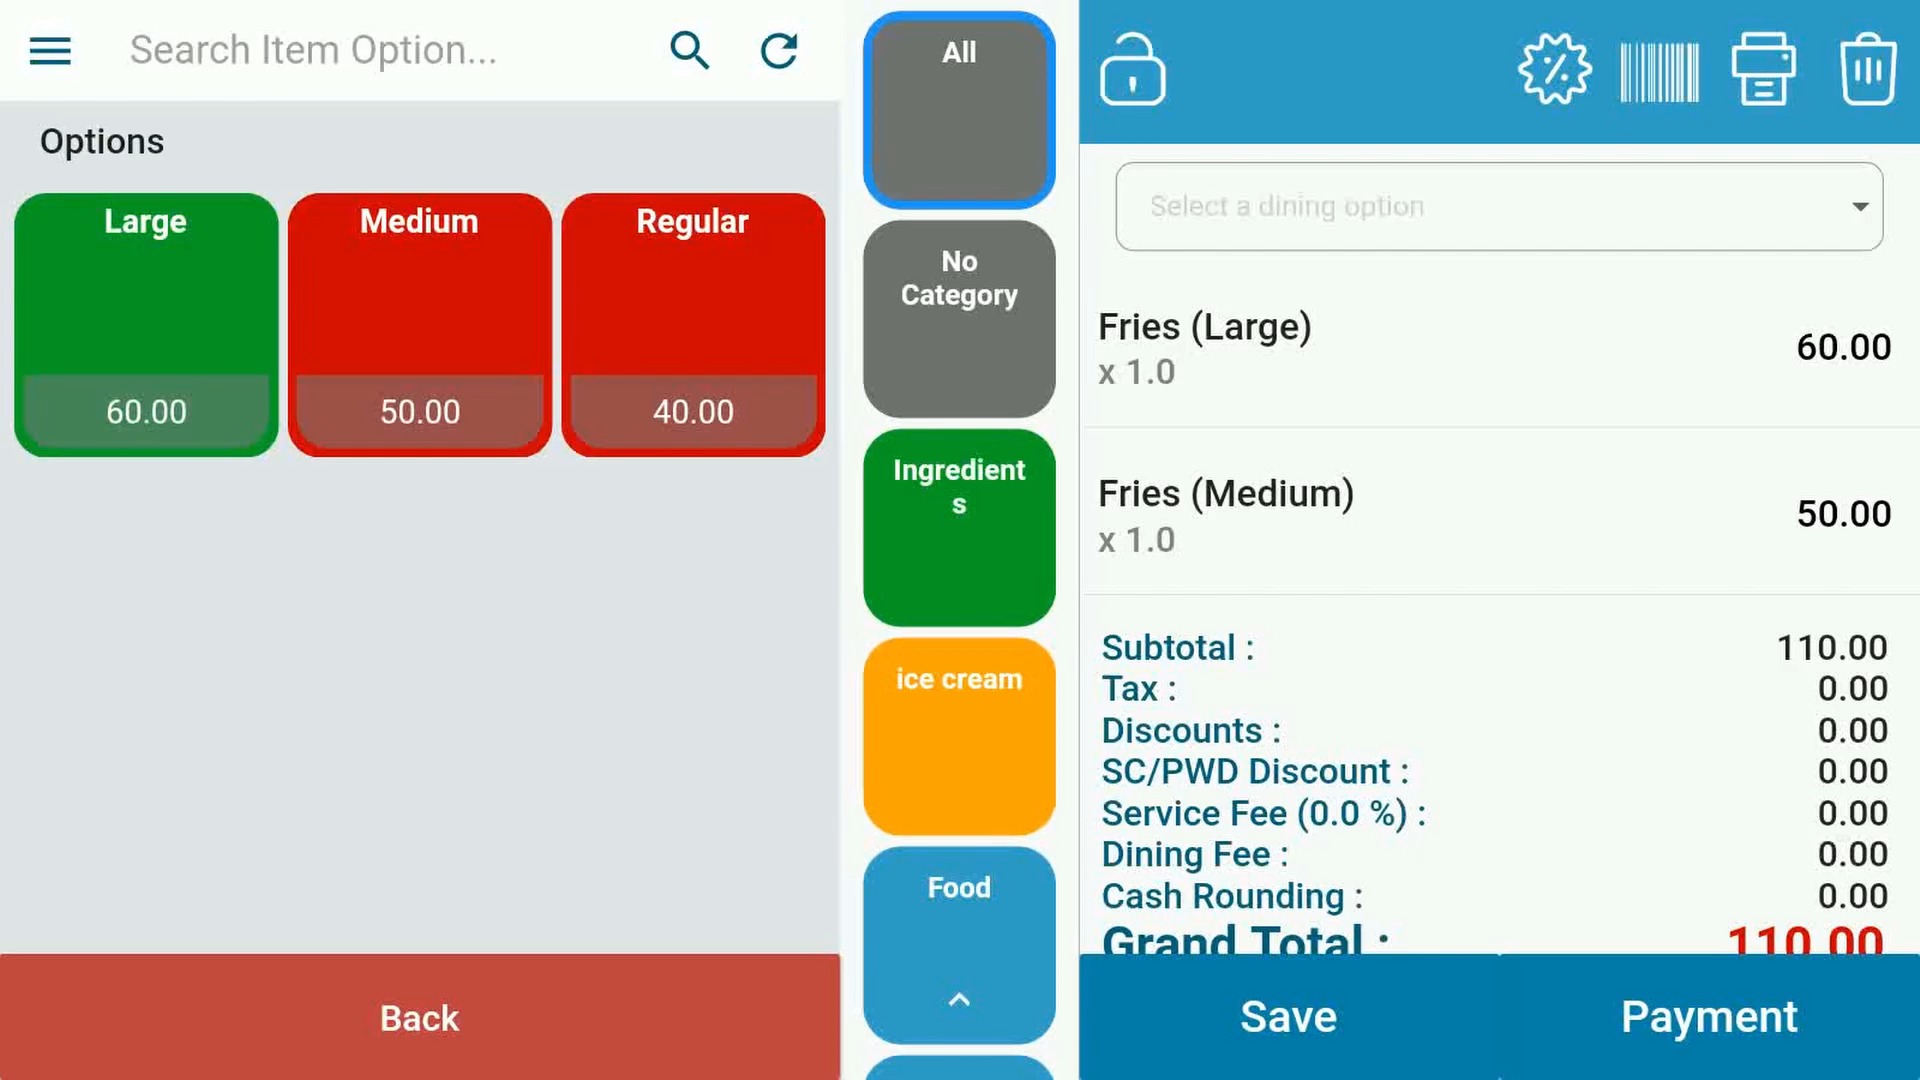 Search Item Option...
Options
Large
60.00
Medium
50.00
Regular
40.00
All
No
Category
Ingredient
s
ice cream
Food
Select a dining option
Fries (Large)
x 1.0
60.00
Fries (Medium)
x 1.0
50.00
Subtotal : 110.00
Tax : 0.00
Discounts : 0.00
SC/PWD Discount : 0.00
Service Fee (0.0 %) : 0.00
Dining Fee : 0.00
Cash Rounding : 0.00
Grand Total : 110.00
Back
Save
Payment